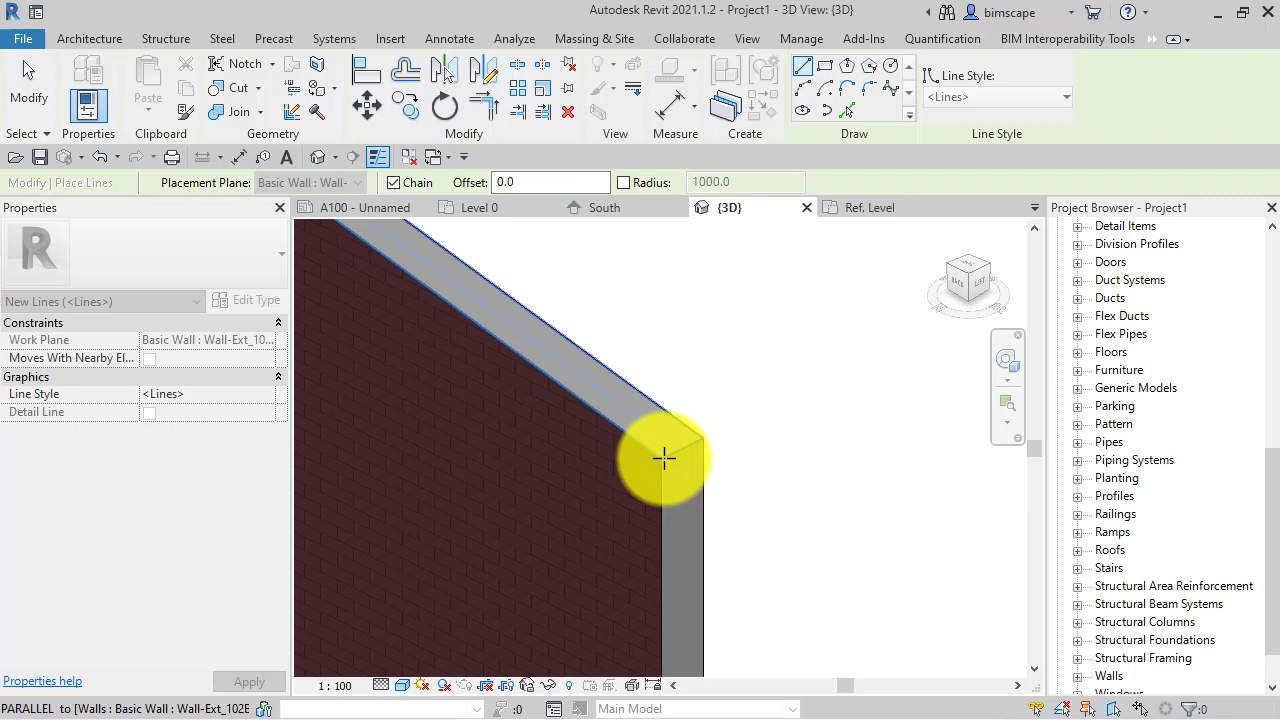 Autodesk Revit 2021.1.2 - Project1 - 3D View: {3D}
bimscape
File
Architecture
Structure
Steel
Precast
Systems
Insert
Annotate
Analyze
Massing & Site
Collaborate
View
Manage
Add-Ins
Quantification
BIM Interoperability Tools
Modify
Paste
Notch
Cut
Join
Line Style:
<Lines>
Select
Properties
Clipboard
Geometry
Modify
View
Measure
Create
Draw
Line Style
Modify | Place Lines
Placement Plane:
Basic Wall : Wall-
Chain
Offset:
0.0
Radius:
1000.0
Properties
A100 - Unnamed
Level 0
South
{3D}
Ref. Level
Project Browser - Project1
New Lines (<Lines>)
Edit Type
Constraints
Work Plane
Basic Wall : Wall-Ext_10...
Moves With Nearby El...
Graphics
Line Style
<Lines>
Detail Line
Properties help
Apply
BACK
LEFT
Detail Items
Division Profiles
Doors
Duct Systems
Ducts
Flex Ducts
Flex Pipes
Floors
Furniture
Generic Models
Parking
Pattern
Pipes
Piping Systems
Planting
Profiles
Railings
Ramps
Roofs
Stairs
Structural Area Reinforcement
Structural Beam Systems
Structural Columns
Structural Foundations
Structural Framing
Walls
Windows
1 : 100
PARALLEL to [Walls : Basic Wall : Wall-Ext_102E
:0
Main Model
:0